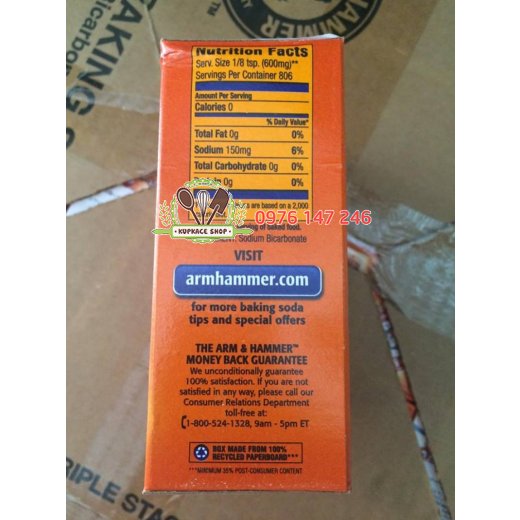 HAMMER
AKING S
Bicarbon
Nutrition Facts
Serv. Size 1/8 tsp. (600mg)**
Servings Per Container 806
Amount Per Serving
Calories 0
% Daily Value*
Total Fat 0g 0%
Sodium 150mg 6%
Total Carbohydrate 0g 0%
0g 0%
are based on a 2,000
KUPKACE SHOP
0976 147 246
of baked food.
Sodium Bicarbonate
VISIT
armhammer.com
for more baking soda
tips and special offers
THE ARM & HAMMER™
MONEY BACK GUARANTEE
We unconditionally guarantee
100% satisfaction. If you are not
satisfied in any way, please call our
Consumer Relations Department
toll-free at:
1-800-524-1328, 9am - 5pm ET
BOX MADE FROM 100%
RECYCLED PAPERBOARD***
***MINIMUM 35% POST-CONSUMER CONTENT
RIPLE STAC